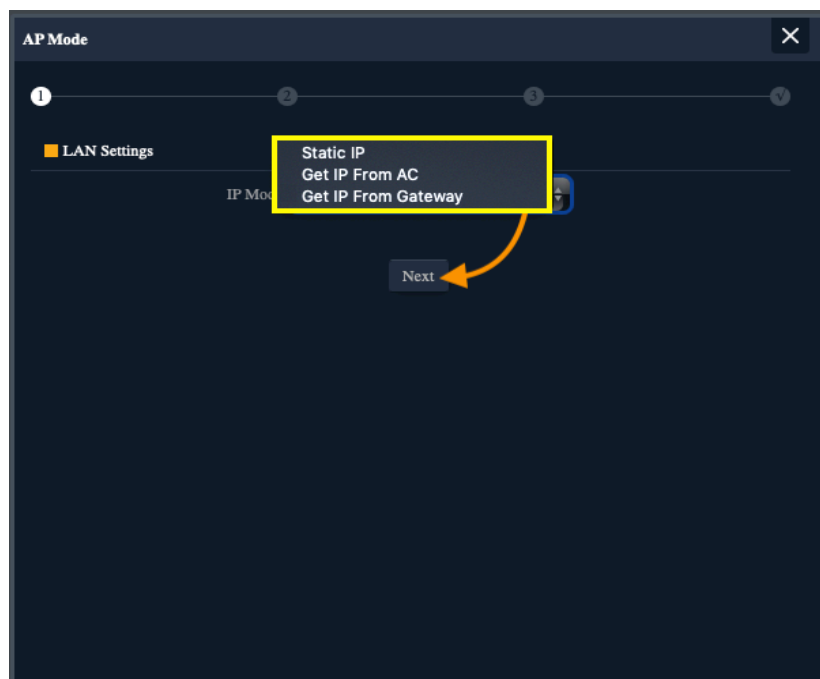 AP Mode
1 2 3 √
LAN Settings
Static IP
Get IP From AC
IP Mo Get IP From Gateway
Next